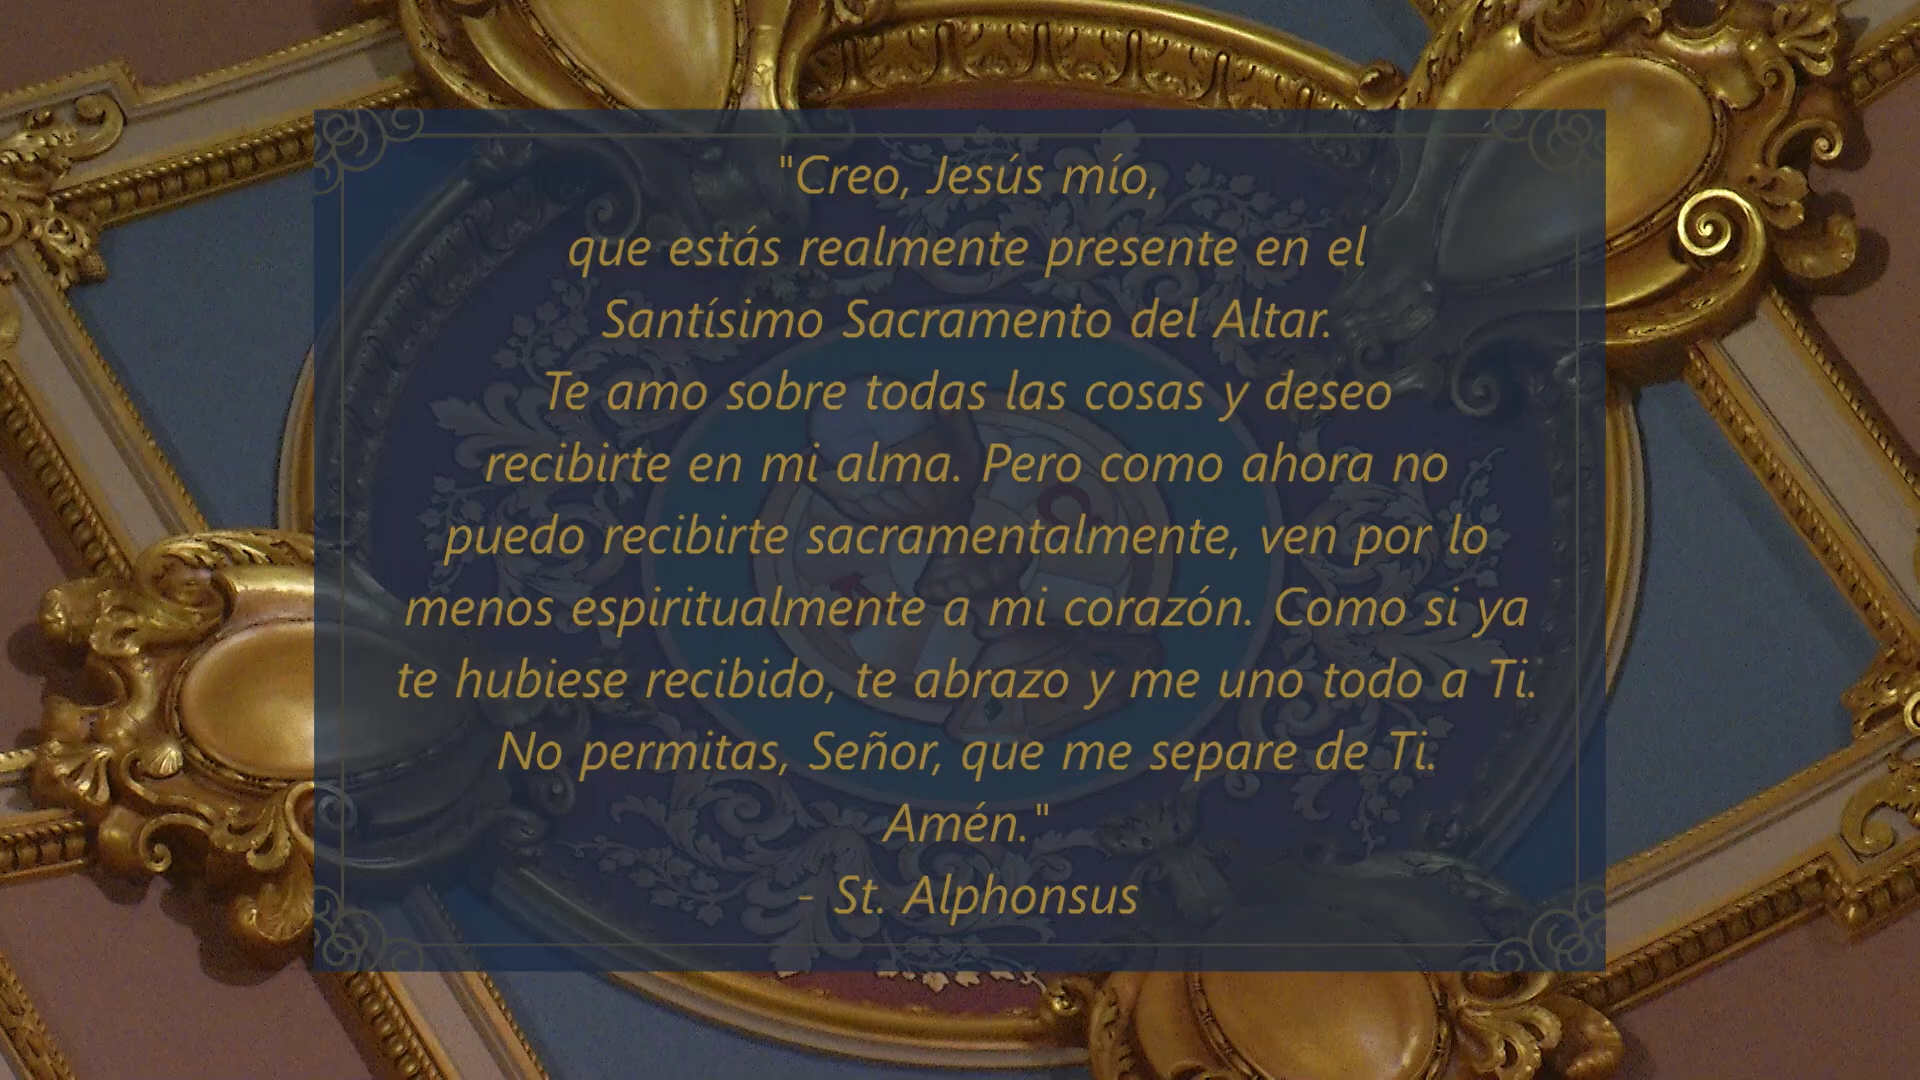 "Creo, Jesús mío,
que estás realmente presente en el
Santísimo Sacramento del Altar.
Te amo sobre todas las cosas y deseo
recibirte en mi alma. Pero como ahora no
puedo recibirte sacramentalmente, ven por lo
menos espiritualmente a mi corazón. Como si ya
te hubiese recibido, te abrazo y me uno todo a Ti.
No permitas, Señor, que me separe de Ti.
Amén."
- St. Alphonsus